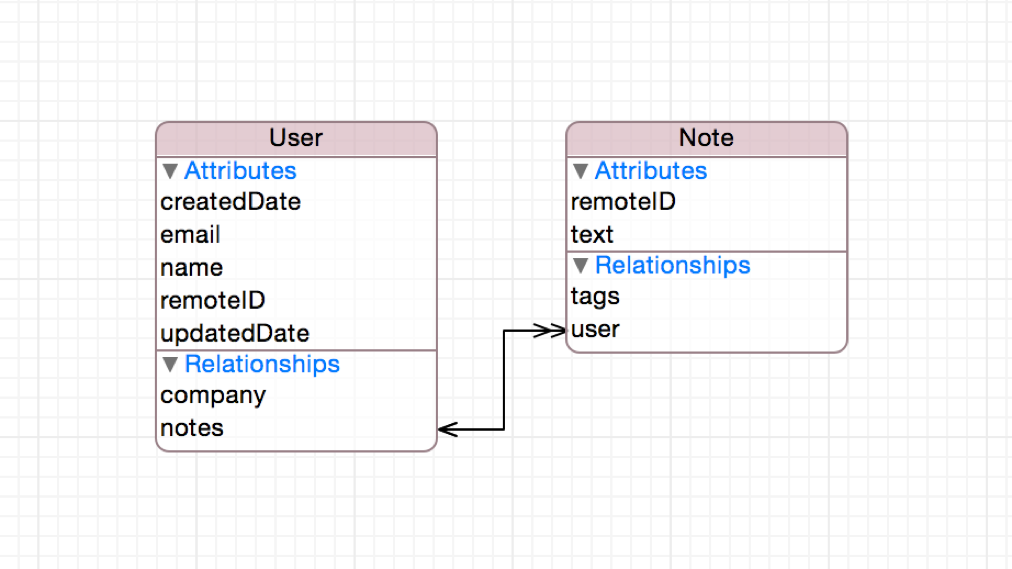 User
Attributes
createdDate
email
name
remoteID
updatedDate
Relationships
company
notes
Note
Attributes
remoteID
text
Relationships
tags
user